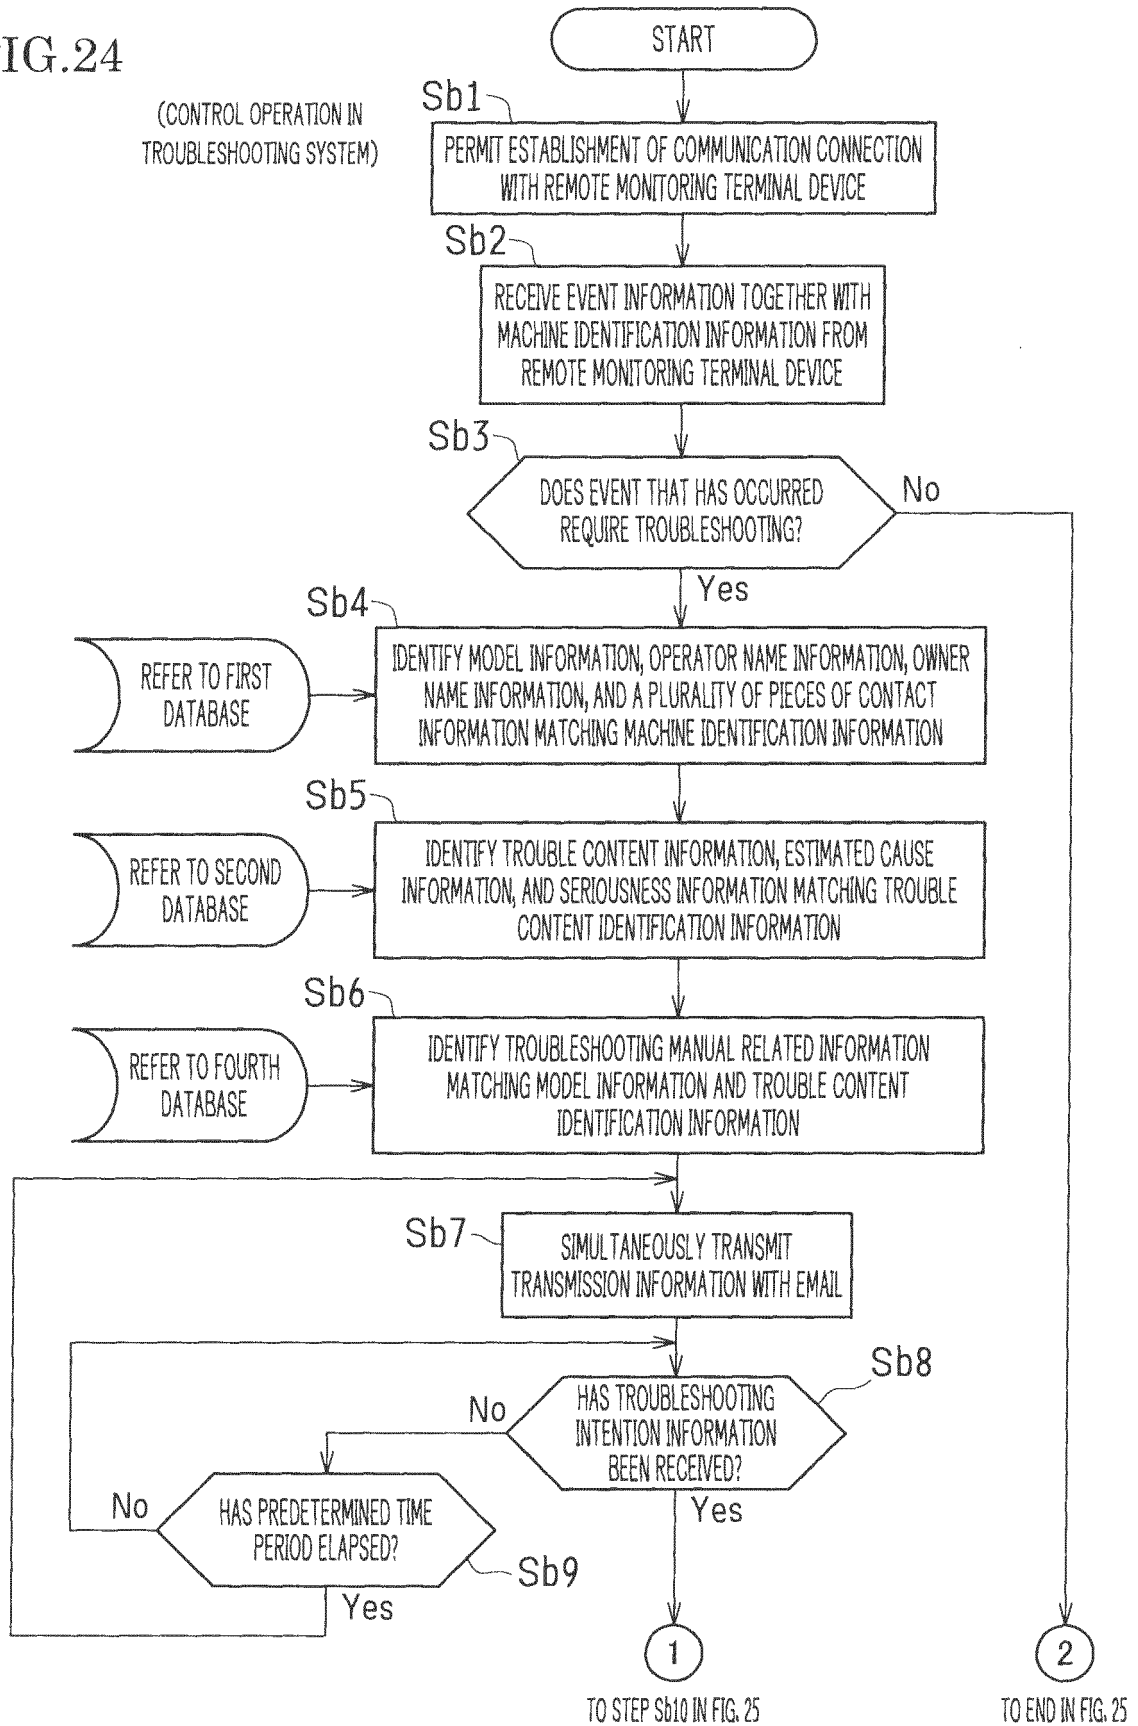 IG.24
(CONTROL OPERATION IN
TROUBLESHOOTING SYSTEM)
START
Sb1
PERMIT ESTABLISHMENT OF COMMUNICATION CONNECTION
WITH REMOTE MONITORING TERMINAL DEVICE
Sb2
RECEIVE EVENT INFORMATION TOGETHER WITH
MACHINE IDENTIFICATION INFORMATION FROM
REMOTE MONITORING TERMINAL DEVICE
Sb3
DOES EVENT THAT HAS OCCURRED
REQUIRE TROUBLESHOOTING?
No
Yes
Sb4
REFER TO FIRST
DATABASE
IDENTIFY MODEL INFORMATION, OPERATOR NAME INFORMATION, OWNER
NAME INFORMATION, AND A PLURALITY OF PIECES OF CONTACT
INFORMATION MATCHING MACHINE IDENTIFICATION INFORMATION
Sb5
REFER TO SECOND
DATABASE
IDENTIFY TROUBLE CONTENT INFORMATION, ESTIMATED CAUSE
INFORMATION, AND SERIOUSNESS INFORMATION MATCHING TROUBLE
CONTENT IDENTIFICATION INFORMATION
Sb6
REFER TO FOURTH
DATABASE
IDENTIFY TROUBLESHOOTING MANUAL RELATED INFORMATION
MATCHING MODEL INFORMATION AND TROUBLE CONTENT
IDENTIFICATION INFORMATION
Sb7
SIMULTANEOUSLY TRANSMIT
TRANSMISSION INFORMATION WITH EMAIL
Sb8
HAS TROUBLESHOOTING
INTENTION INFORMATION
BEEN RECEIVED?
No
Yes
HAS PREDETERMINED TIME
PERIOD ELAPSED?
No
Sb9
Yes
1
TO STEP Sb10 IN FIG. 25
2
TO END IN FIG. 25